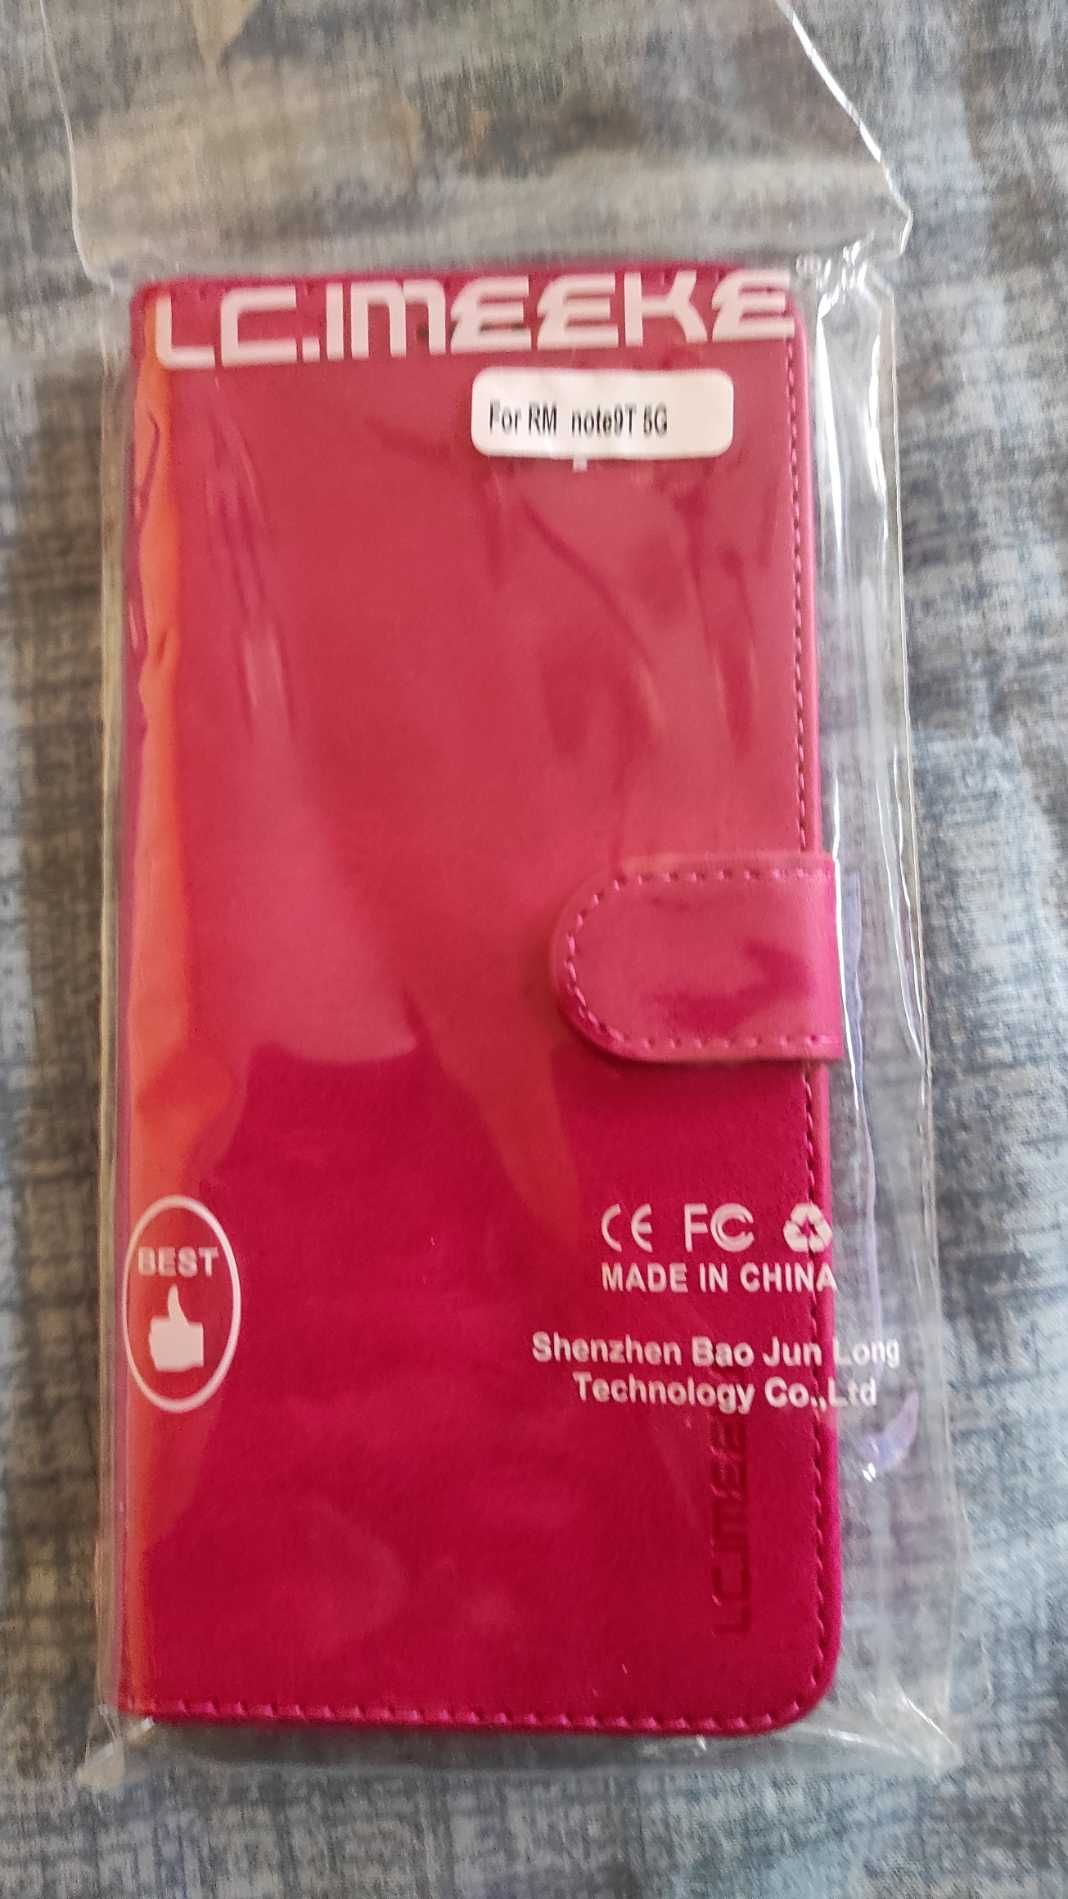 LC.IMEEKE®
For RM note9T 5G
BEST
CE FC
MADE IN CHINA
Shenzhen Bao Jun Long
Technology Co.,Ltd
LC.IMEE